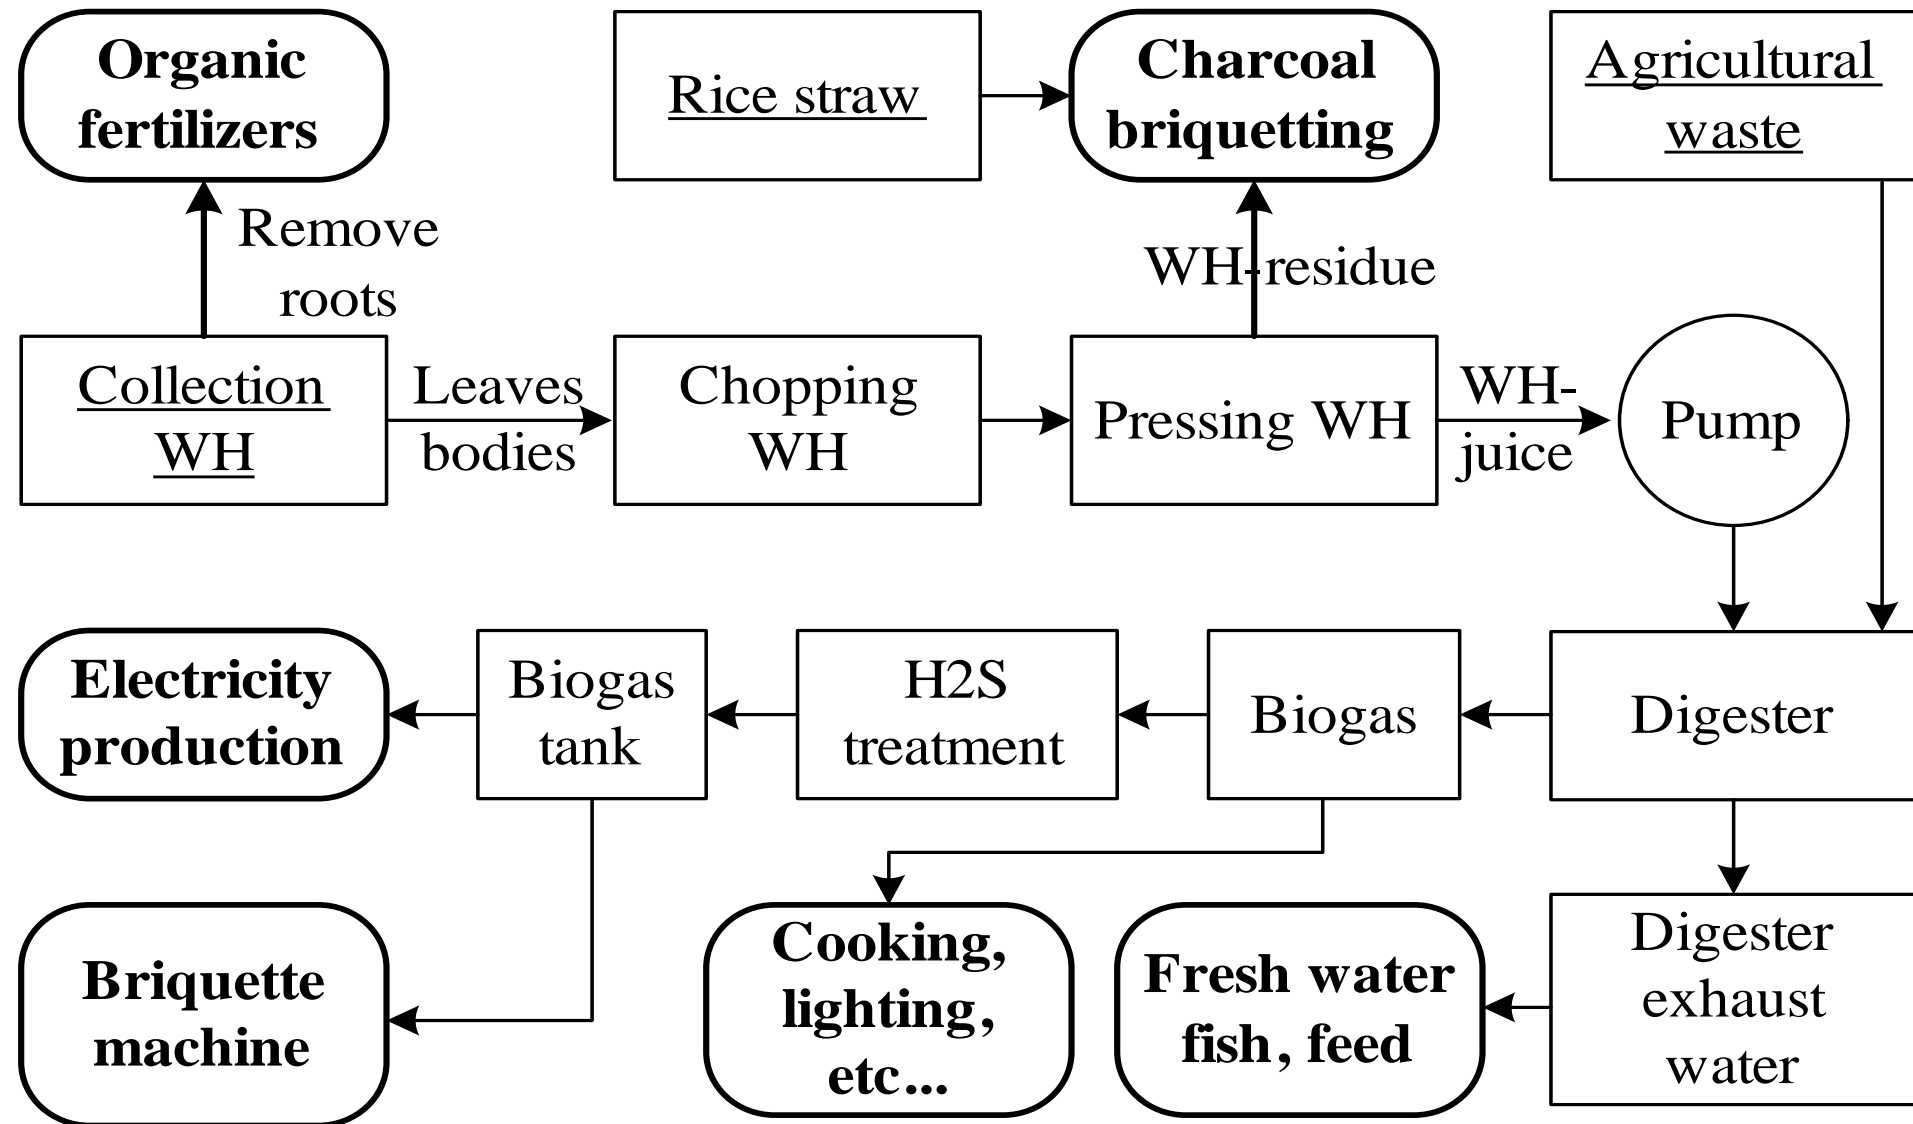 Organic
fertilizers
Rice straw
Charcoal
briquetting
Agricultural
waste
Remove
roots
WH-residue
Collection
WH
Leaves
bodies
Chopping
WH
Pressing WH
WH-
juice
Pump
Electricity
production
Biogas
tank
H2S
treatment
Biogas
Digester
Briquette
machine
Cooking,
lighting,
etc...
Fresh water
fish, feed
Digester
exhaust
water